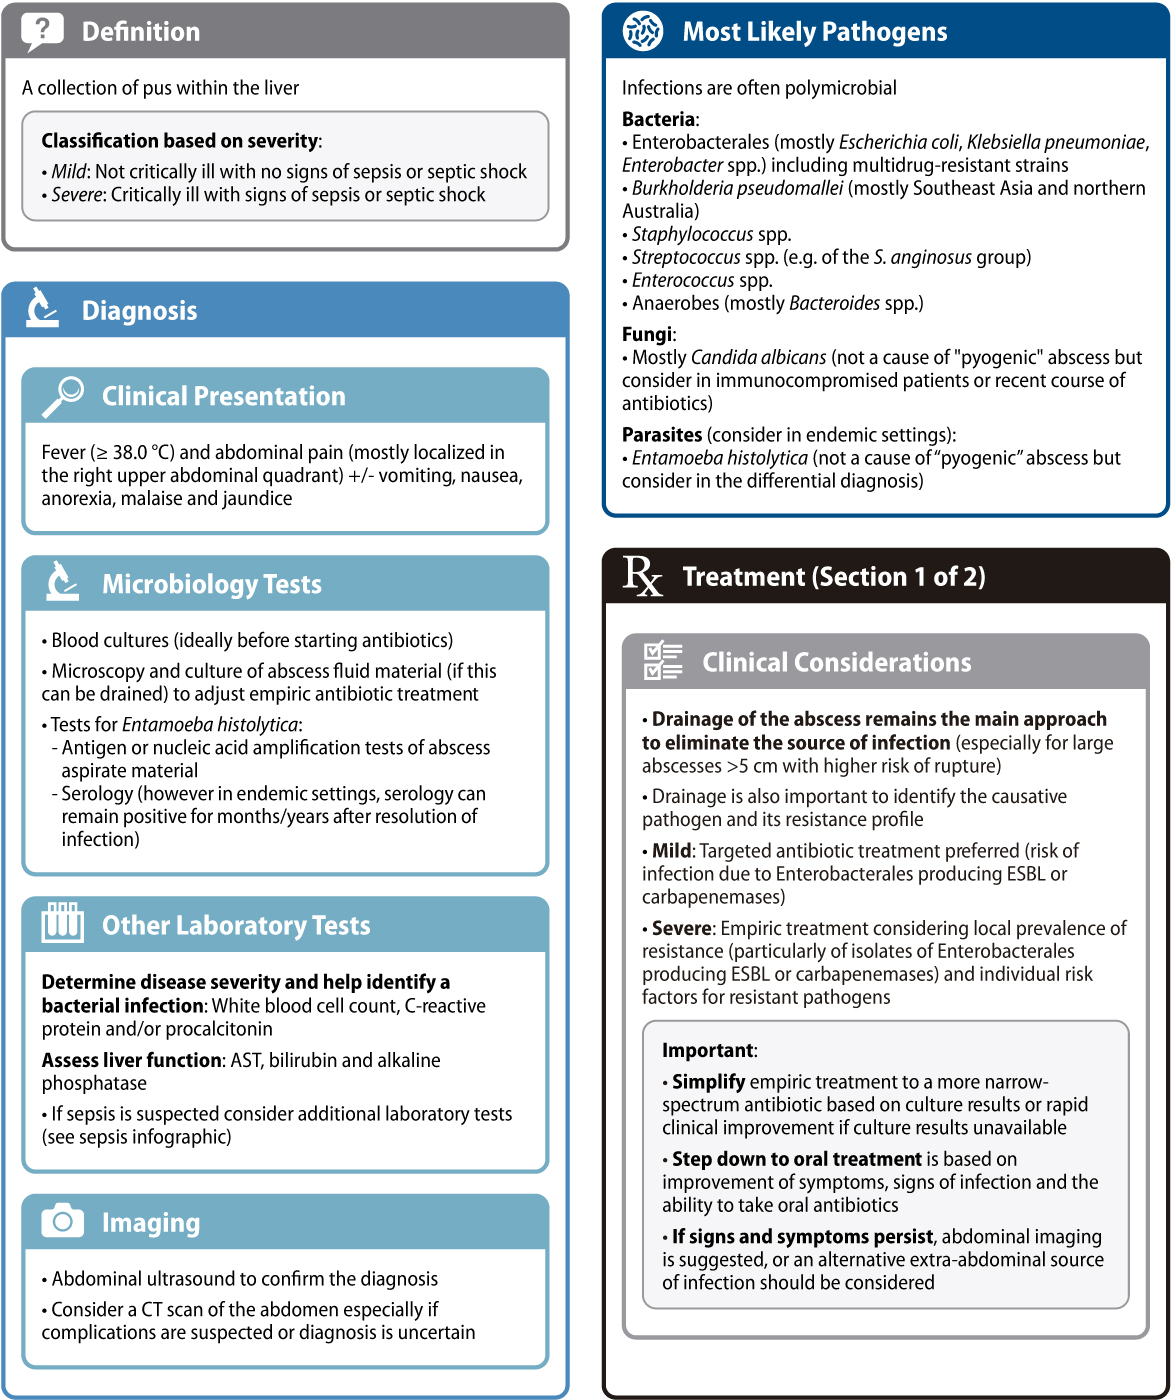 Definition
A collection of pus within the liver
Classification based on severity:
• Mild: Not critically ill with no signs of sepsis or septic shock
• Severe: Critically ill with signs of sepsis or septic shock
Diagnosis
Clinical Presentation
Fever (≥ 38.0 °C) and abdominal pain (mostly localized in
the right upper abdominal quadrant) +/- vomiting, nausea,
anorexia, malaise and jaundice
Microbiology Tests
• Blood cultures (ideally before starting antibiotics)
• Microscopy and culture of abscess fluid material (if this
can be drained) to adjust empiric antibiotic treatment
• Tests for Entamoeba histolytica:
- Antigen or nucleic acid amplification tests of abscess
aspirate material
- Serology (however in endemic settings, serology can
remain positive for months/years after resolution of
infection)
Other Laboratory Tests
Determine disease severity and help identify a
bacterial infection: White blood cell count, C-reactive
protein and/or procalcitonin
Assess liver function: AST, bilirubin and alkaline
phosphatase
• If sepsis is suspected consider additional laboratory tests
(see sepsis infographic)
Imaging
• Abdominal ultrasound to confirm the diagnosis
• Consider a CT scan of the abdomen especially if
complications are suspected or diagnosis is uncertain
Most Likely Pathogens
Infections are often polymicrobial
Bacteria:
• Enterobacterales (mostly Escherichia coli, Klebsiella pneumoniae,
Enterobacter spp.) including multidrug-resistant strains
• Burkholderia pseudomallei (mostly Southeast Asia and northern
Australia)
• Staphylococcus spp.
• Streptococcus spp. (e.g. of the S. anginosus group)
• Enterococcus spp.
• Anaerobes (mostly Bacteroides spp.)
Fungi:
• Mostly Candida albicans (not a cause of "pyogenic" abscess but
consider in immunocompromised patients or recent course of
antibiotics)
Parasites (consider in endemic settings):
• Entamoeba histolytica (not a cause of “pyogenic” abscess but
consider in the differential diagnosis)
Rx Treatment (Section 1 of 2)
Clinical Considerations
• Drainage of the abscess remains the main approach
to eliminate the source of infection (especially for large
abscesses >5 cm with higher risk of rupture)
• Drainage is also important to identify the causative
pathogen and its resistance profile
• Mild: Targeted antibiotic treatment preferred (risk of
infection due to Enterobacterales producing ESBL or
carbapenemases)
• Severe: Empiric treatment considering local prevalence of
resistance (particularly of isolates of Enterobacterales
producing ESBL or carbapenemases) and individual risk
factors for resistant pathogens
Important:
• Simplify empiric treatment to a more narrow-
spectrum antibiotic based on culture results or rapid
clinical improvement if culture results unavailable
• Step down to oral treatment is based on
improvement of symptoms, signs of infection and the
ability to take oral antibiotics
• If signs and symptoms persist, abdominal imaging
is suggested, or an alternative extra-abdominal source
of infection should be considered